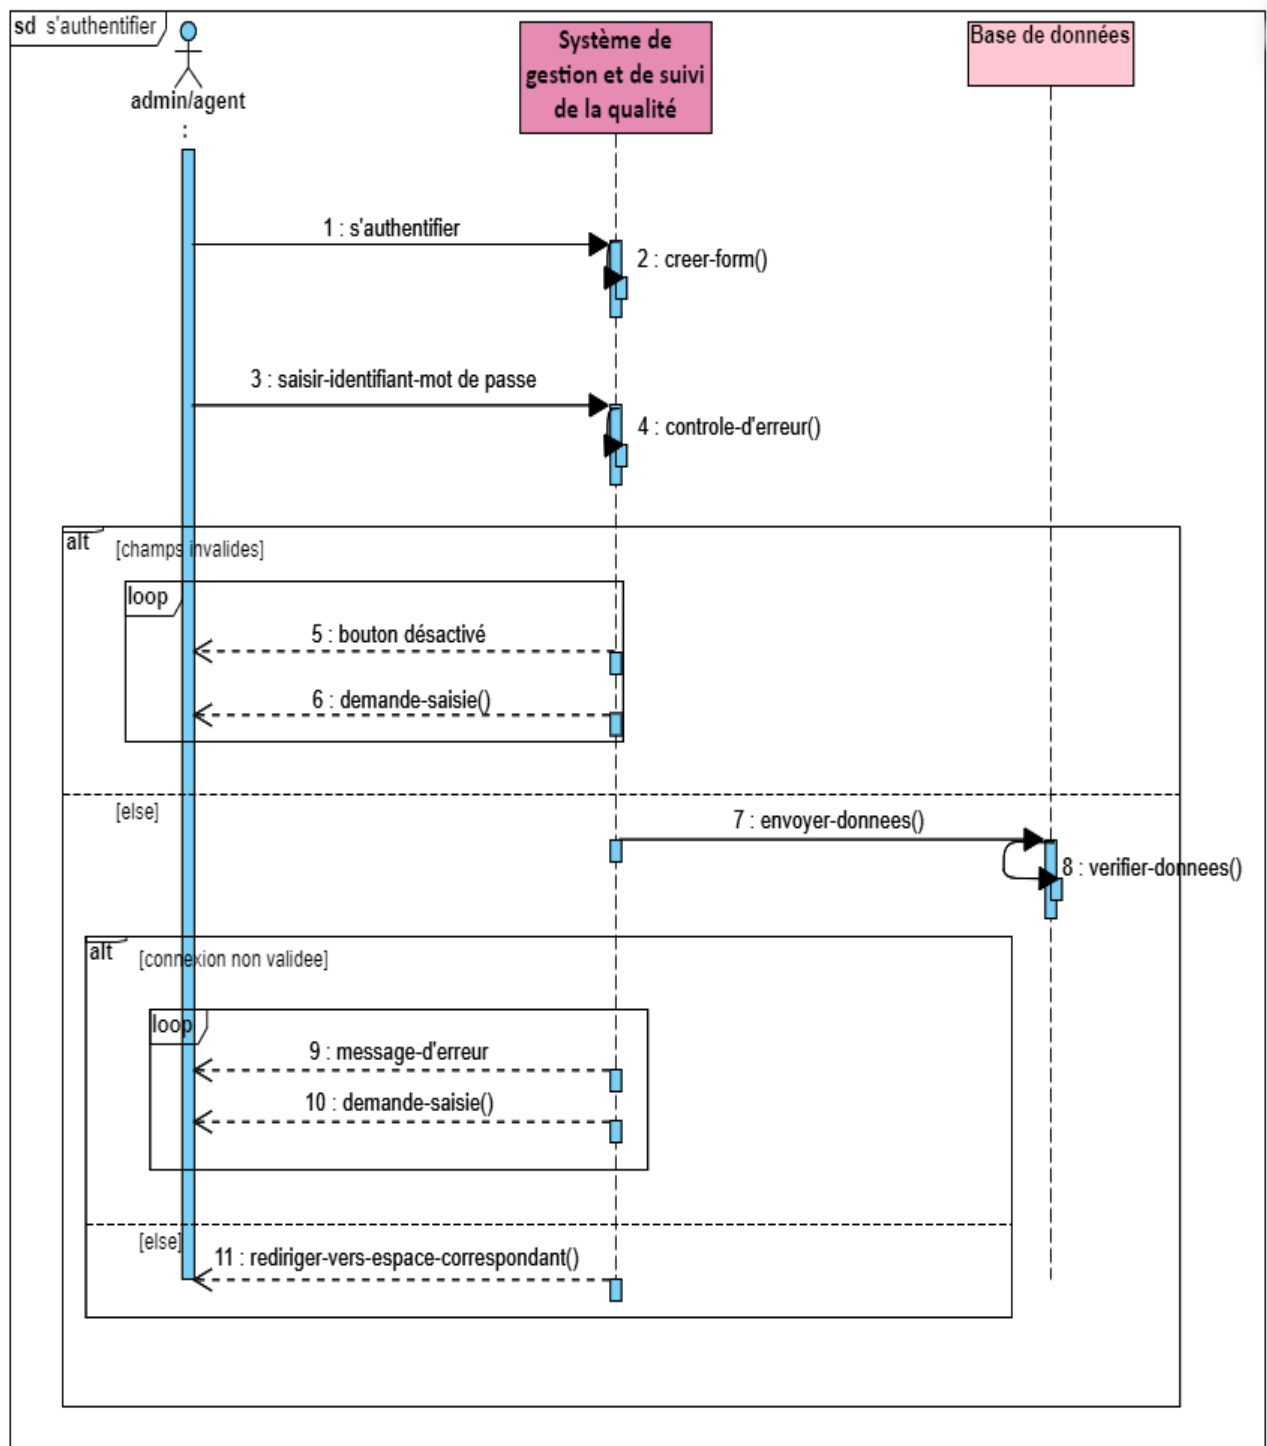 sd s'authentifier
admin/agent
:
Système de
gestion et de suivi
de la qualité
Base de données
1 : s'authentifier
2 : creer-form()
3 : saisir-identifiant-mot de passe
4 : controle-d'erreur()
alt
[champs invalides]
loop
5 : bouton désactivé
6 : demande-saisie()
[else]
7 : envoyer-donnees()
8 : verifier-donnees()
alt
[connexion non validee]
loop
9 : message-d'erreur
10 : demande-saisie()
[else]
11 : rediriger-vers-espace-correspondant()